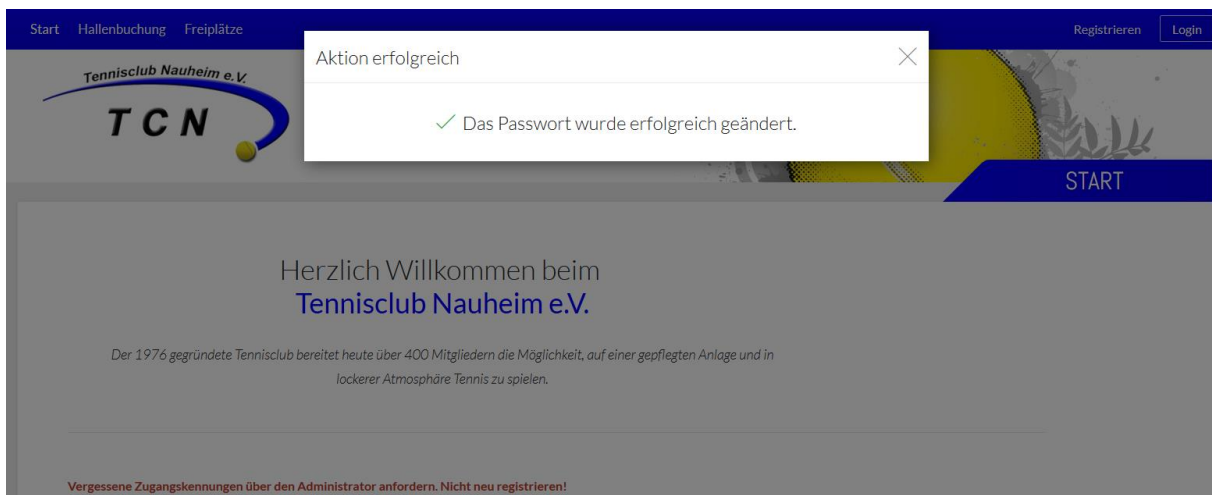 Start Hallenbuchung Freiplätze Registrieren Login
Aktion erfolgreich
Tennisclub Nauheim e.V.
TCN
Das Passwort wurde erfolgreich geändert.
START
Herzlich Willkommen beim
Tennisclub Nauheim e.V.
Der 1976 gegründete Tennisclub bereitet heute über 400 Mitgliedern die Möglichkeit, auf einer gepflegten Anlage und in
lockerer Atmosphäre Tennis zu spielen.
Vergessene Zugangskennungen über den Administrator anfordern. Nicht neu registrieren!